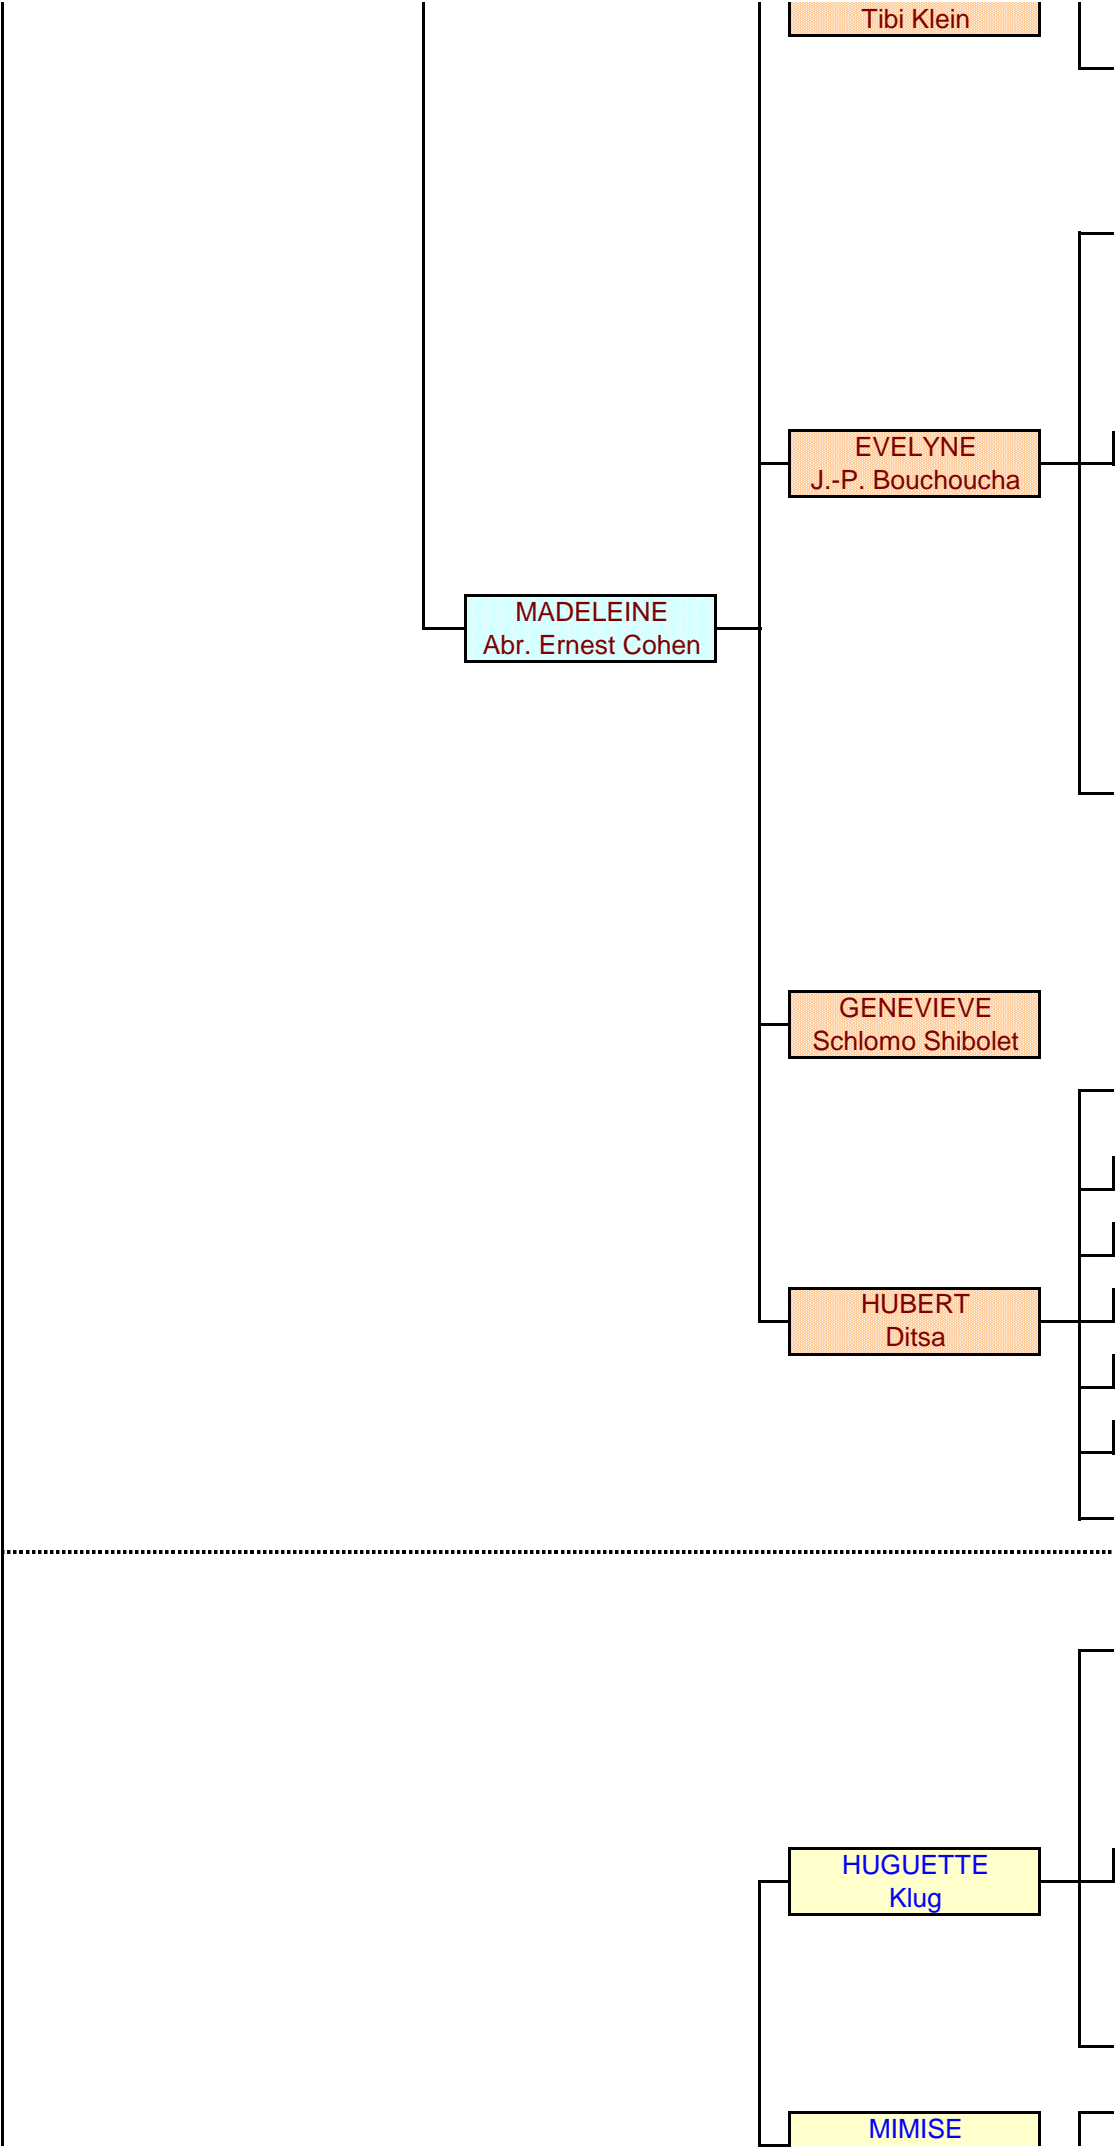 Tibi Klein
EVELYNE
J.-P. Bouchoucha
MADELEINE
Abr. Ernest Cohen
GENEVIEVE
Schlomo Shibolet
HUBERT
Ditsa
HUGUETTE
Klug
MIMISE